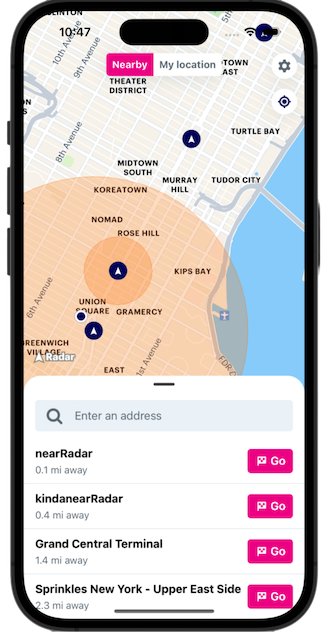 CLINTON
10:47
10th Avenue
9th Avenue
5th
Nearby
My location
THEATER
DISTRICT
EAST
8th Avenue
TURTLE BAY
MIDTOWN
SOUTH
MURRAY
HILL
TUDOR CITY
KOREATOWN
NOMAD
ROSE HILL
KIPS BAY
6th Avenue
UNION
SQUARE
GRAMERCY
GREENWICH
VILLAGE
Radar
1st Avenue
FDR D
EAST
Enter an address
nearRadar
0.1 mi away
Go
kindanearRadar
0.4 mi away
Go
Grand Central Terminal
1.4 mi away
Go
Sprinkles New York - Upper East Side
2.3 mi away
Go